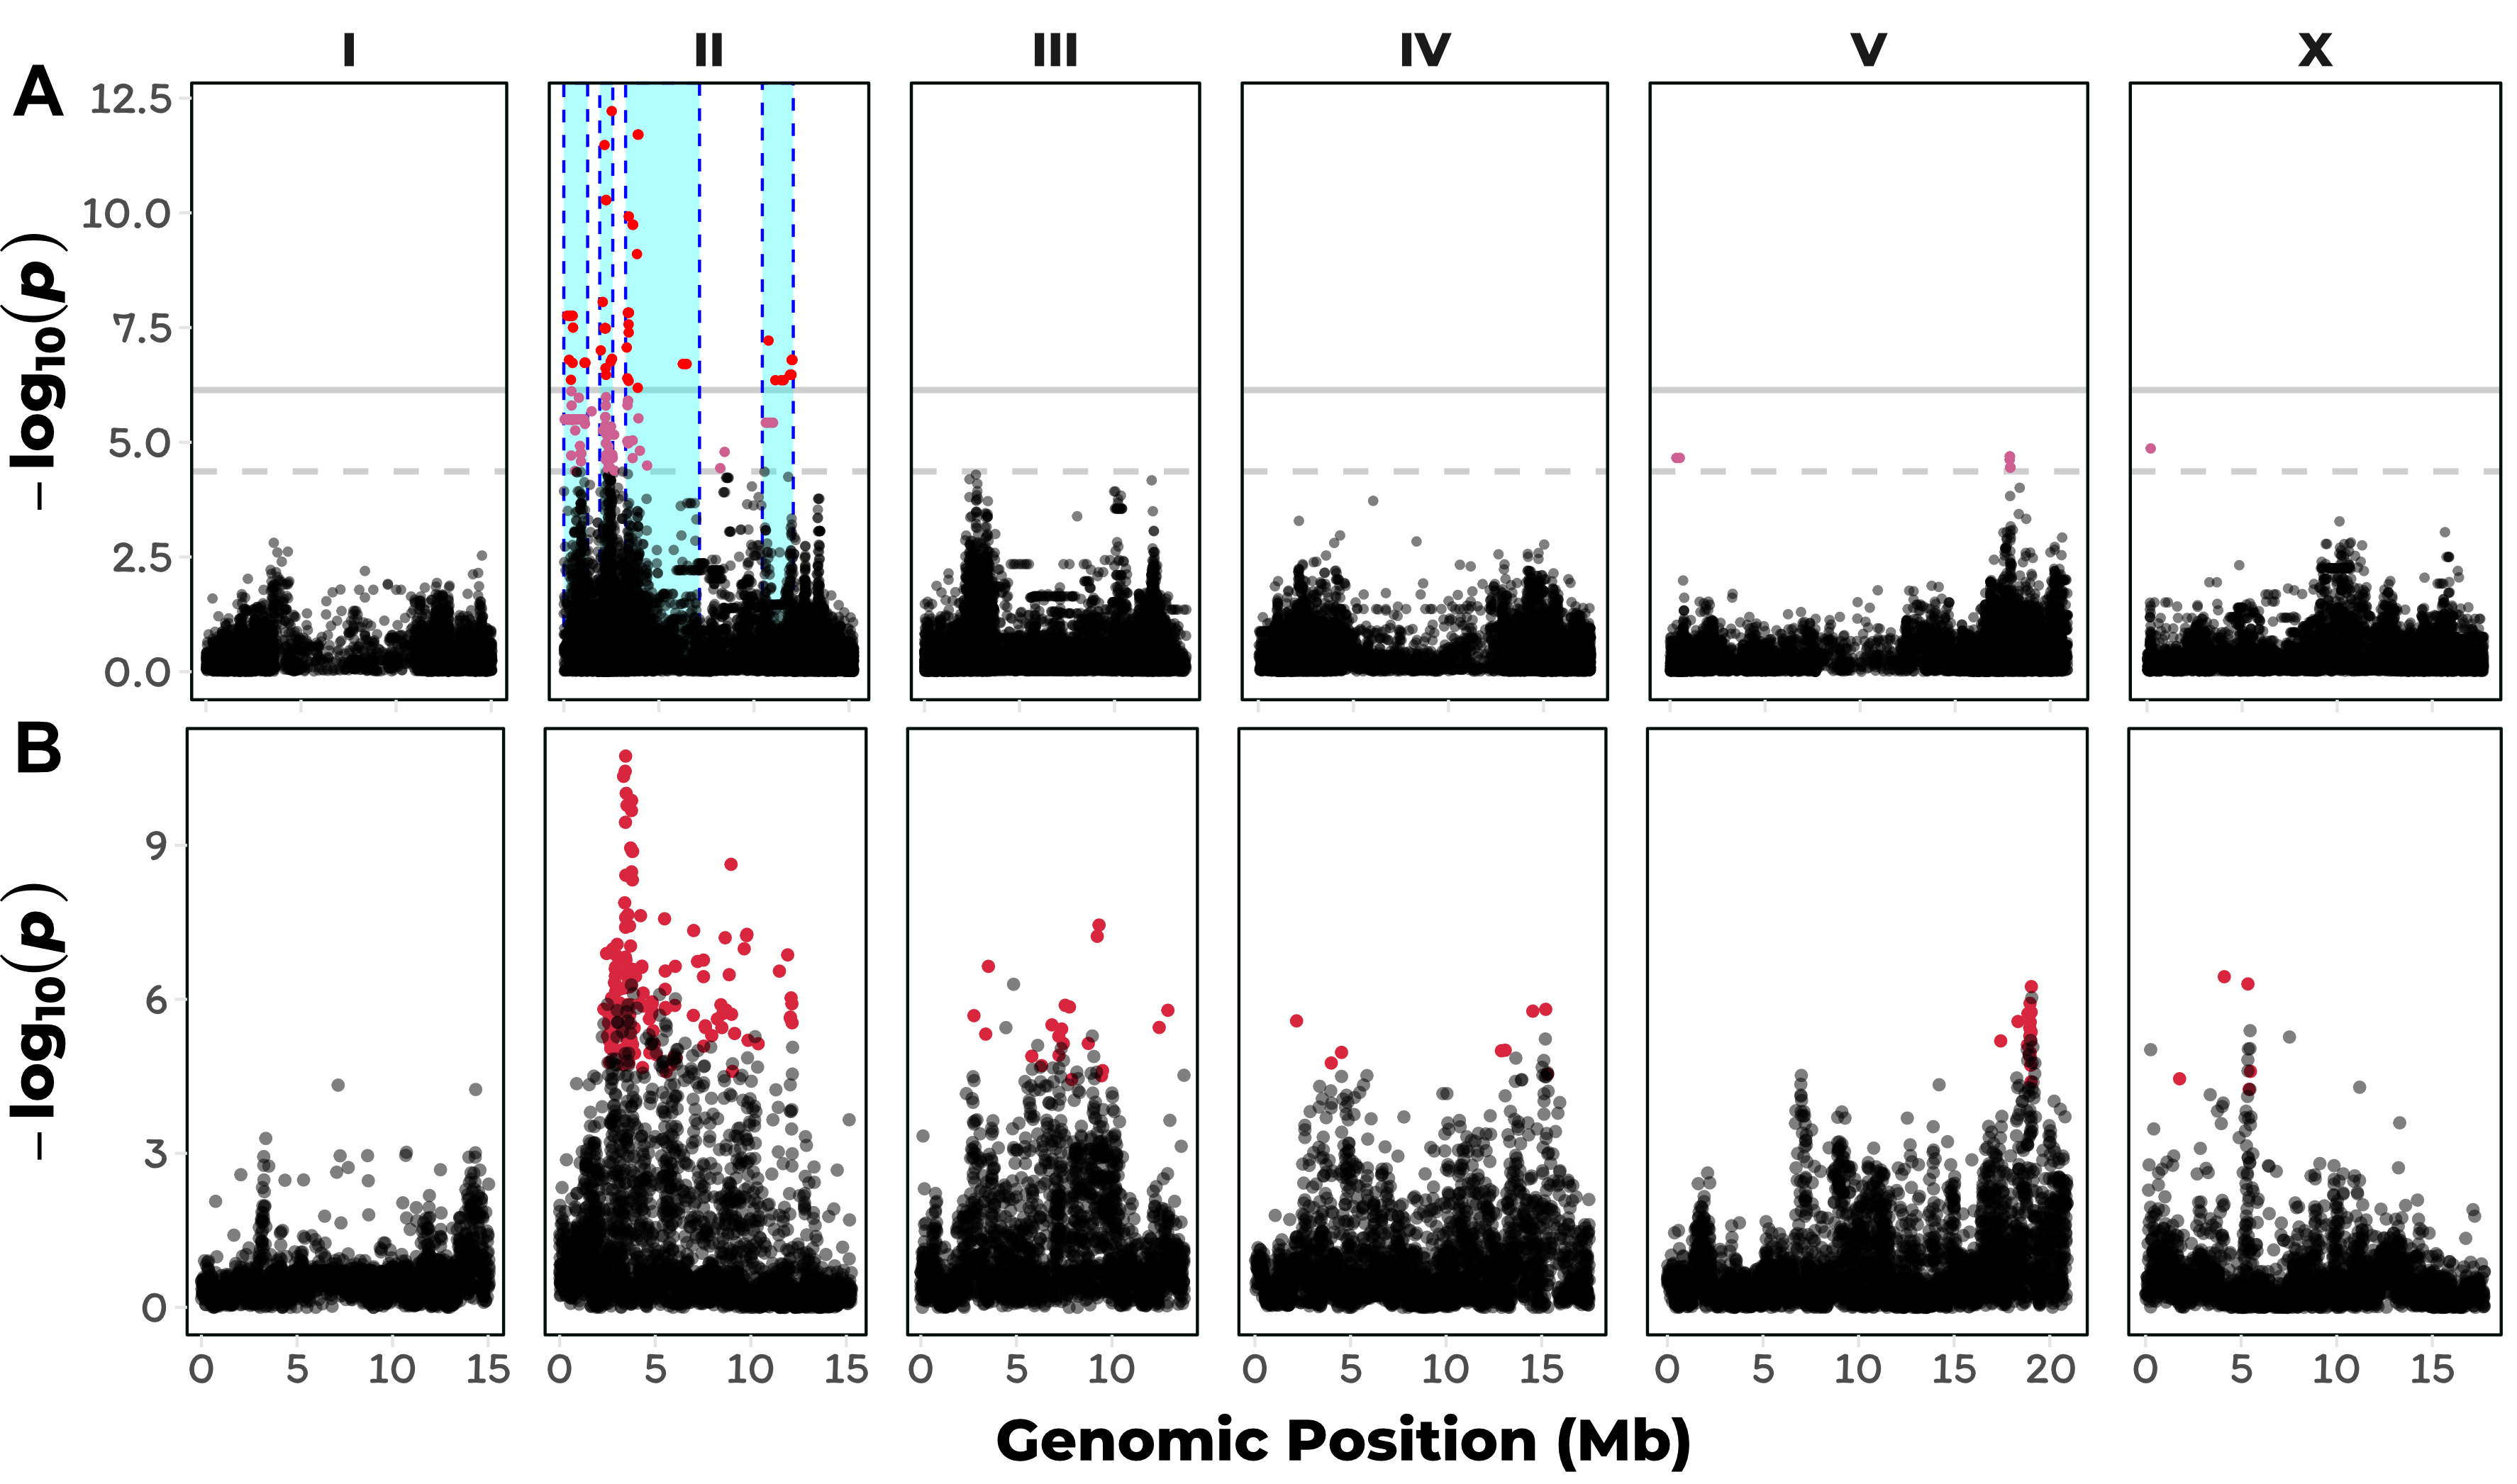 I II III IV V X
A
12.5
10.0
7.5
5.0
2.5
0.0
− log10(p)
B
9
6
3
0
− log10(p)
0 5 10 15 0 5 10 15 0 5 10 0 5 10 15 0 5 10 15 20 0 5 10 15
Genomic Position (Mb)